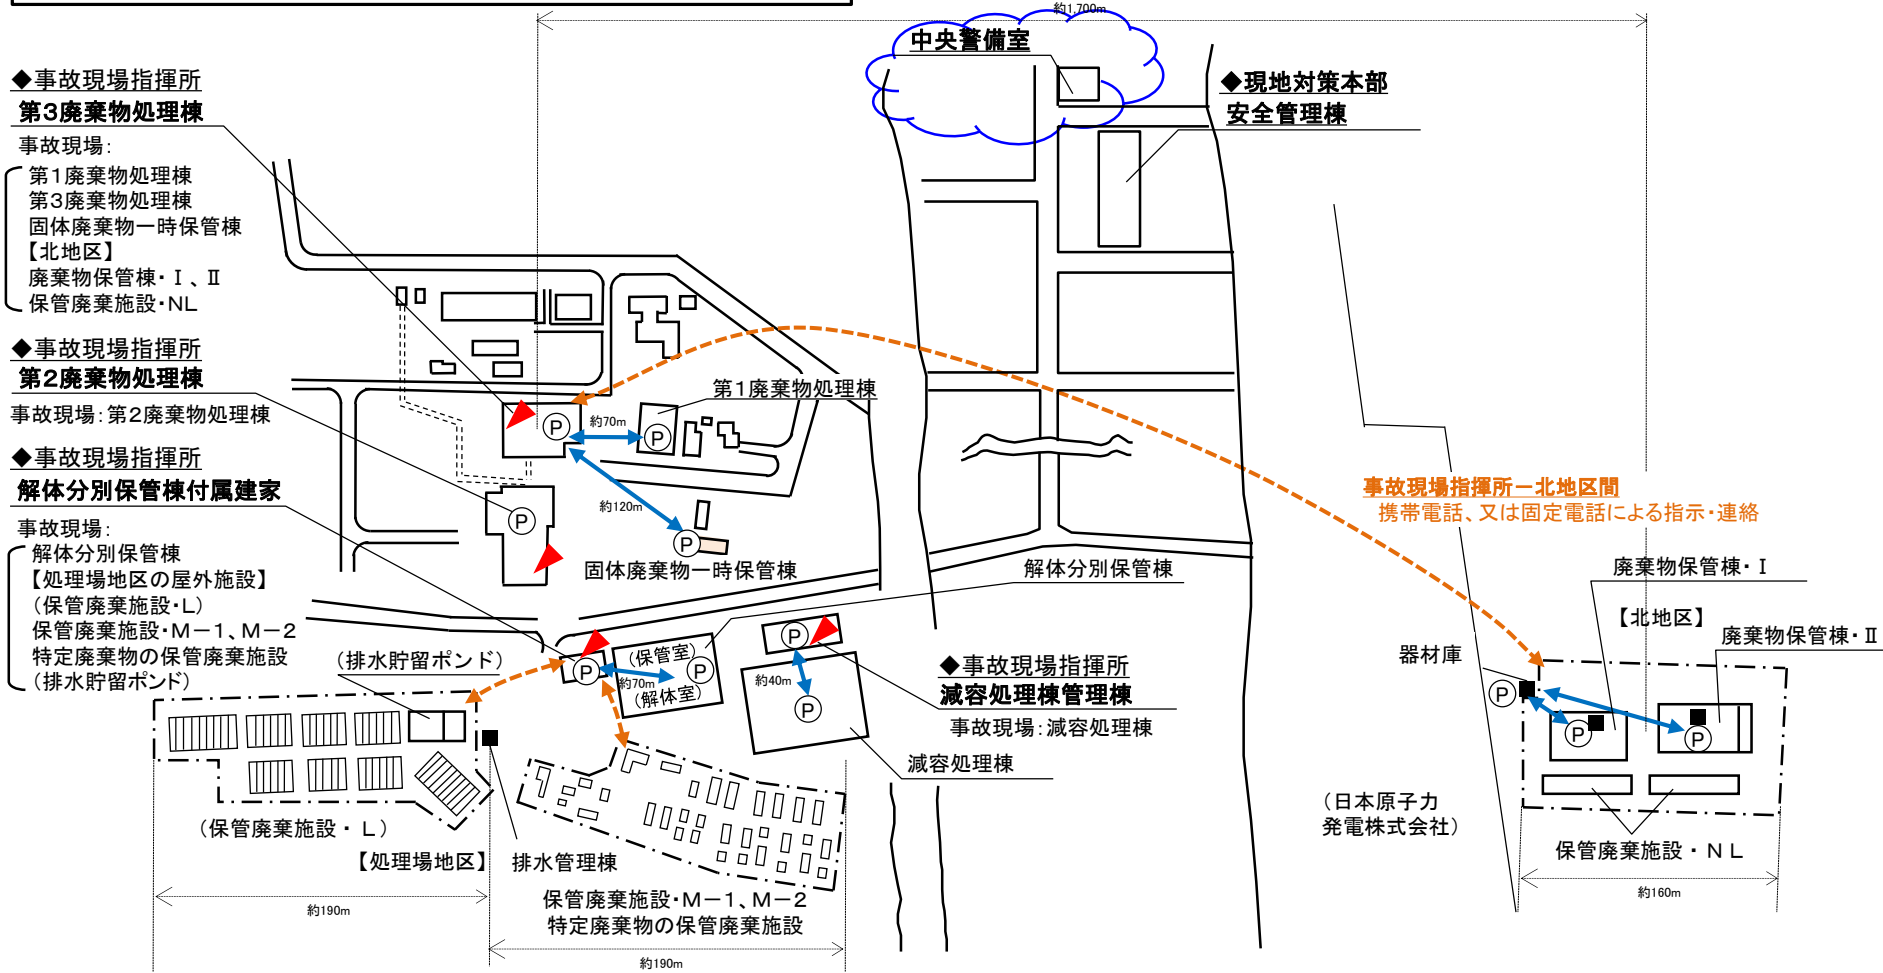 約1,700m
中央警備室
◆現地対策本部
安全管理棟
◆事故現場指揮所
第3廃棄物処理棟
事故現場:
第1廃棄物処理棟
第3廃棄物処理棟
固体廃棄物一時保管棟
【北地区】
廃棄物保管棟・Ⅰ、Ⅱ
保管廃棄施設・NL
◆事故現場指揮所
第2廃棄物処理棟
事故現場:第2廃棄物処理棟
◆事故現場指揮所
解体分別保管棟付属建家
事故現場:
解体分別保管棟
【処理場地区の屋外施設】
(保管廃棄施設・L)
保管廃棄施設・M-1、M-2
特定廃棄物の保管廃棄施設
(排水貯留ポンド)
第1廃棄物処理棟
P
約70m
P
約120m
P
P
固体廃棄物一時保管棟
解体分別保管棟
事故現場指揮所-北地区間
携帯電話、又は固定電話による指示・連絡
廃棄物保管棟・Ⅰ
【北地区】
廃棄物保管棟・Ⅱ
器材庫
P
P
P
(排水貯留ポンド)
P
約70m
(保管室)
P
(解体室)
P
約40m
P
◆事故現場指揮所
減容処理棟管理棟
事故現場:減容処理棟
減容処理棟
(保管廃棄施設・L)
【処理場地区】
排水管理棟
保管廃棄施設・M-1、M-2
特定廃棄物の保管廃棄施設
(日本原子力
発電株式会社)
保管廃棄施設・NL
約160m
約190m
約190m